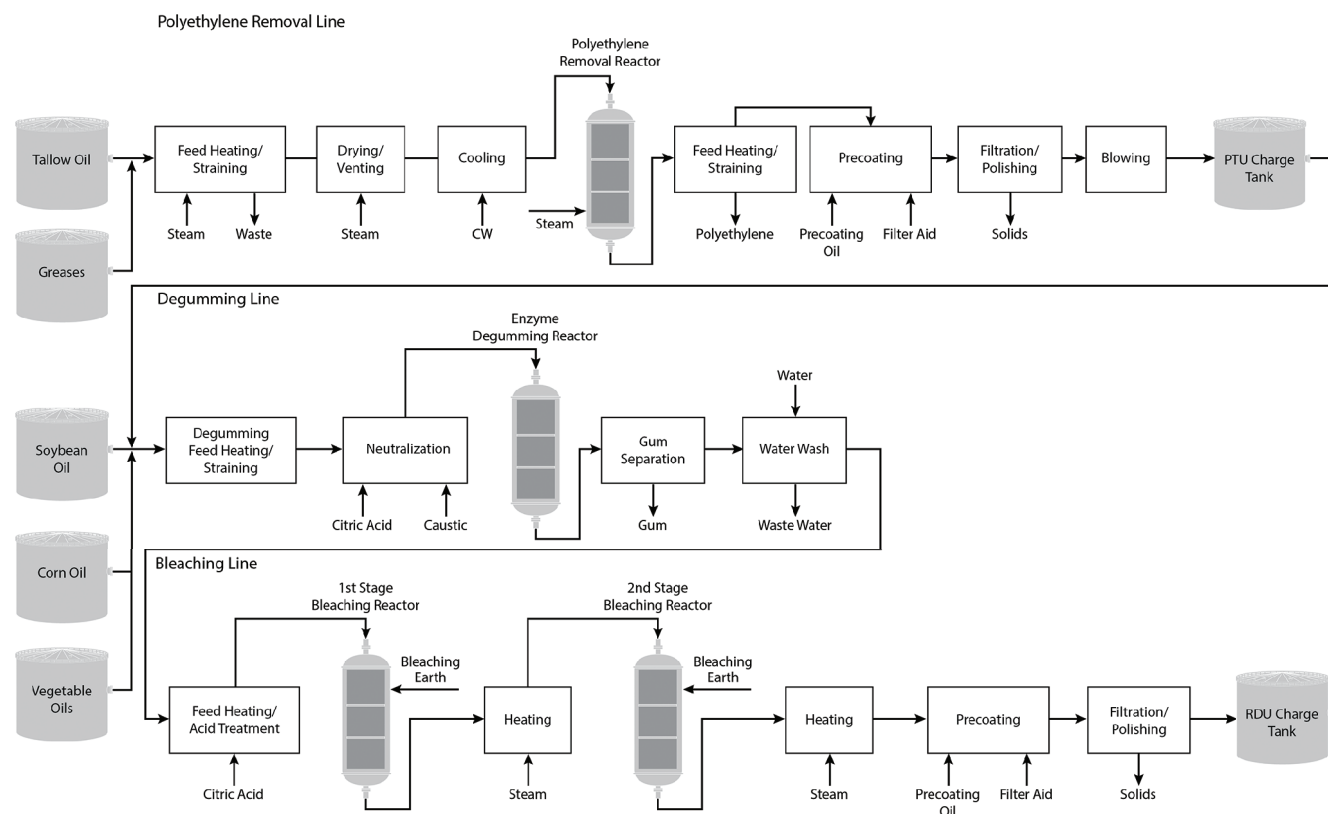 Polyethylene Removal Line
Polyethylene
Removal Reactor
Tallow Oil
Feed Heating/
Straining
Drying/
Venting
Cooling
Feed Heating/
Straining
Precoating
Filtration/
Polishing
Blowing
PTU Charge
Tank
Steam
Waste
Steam
CW
Steam
Polyethylene
Precoating
Oil
Filter Aid
Solids
Greases
Degumming Line
Enzyme
Degumming Reactor
Water
Soybean
Oil
Degumming
Feed Heating/
Straining
Neutralization
Gum
Separation
Water Wash
Citric Acid
Caustic
Gum
Waste Water
Corn Oil
Bleaching Line
1st Stage
Bleaching Reactor
2nd Stage
Bleaching Reactor
Bleaching
Earth
Bleaching
Earth
Vegetable
Oils
Feed Heating/
Acid Treatment
Heating
Heating
Precoating
Filtration/
Polishing
RDU Charge
Tank
Citric Acid
Steam
Steam
Precoating
Oil
Filter Aid
Solids